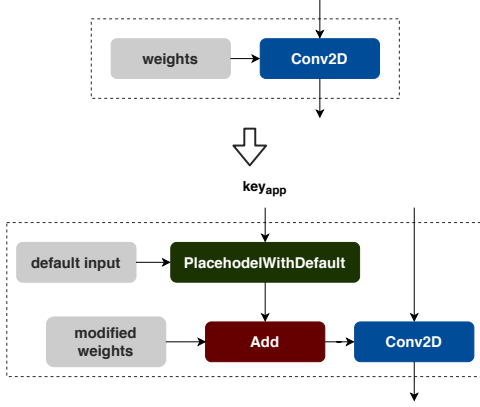 weights
Conv2D
keyapp
default input
PlacehodelWithDefault
modified
weights
Add
Conv2D